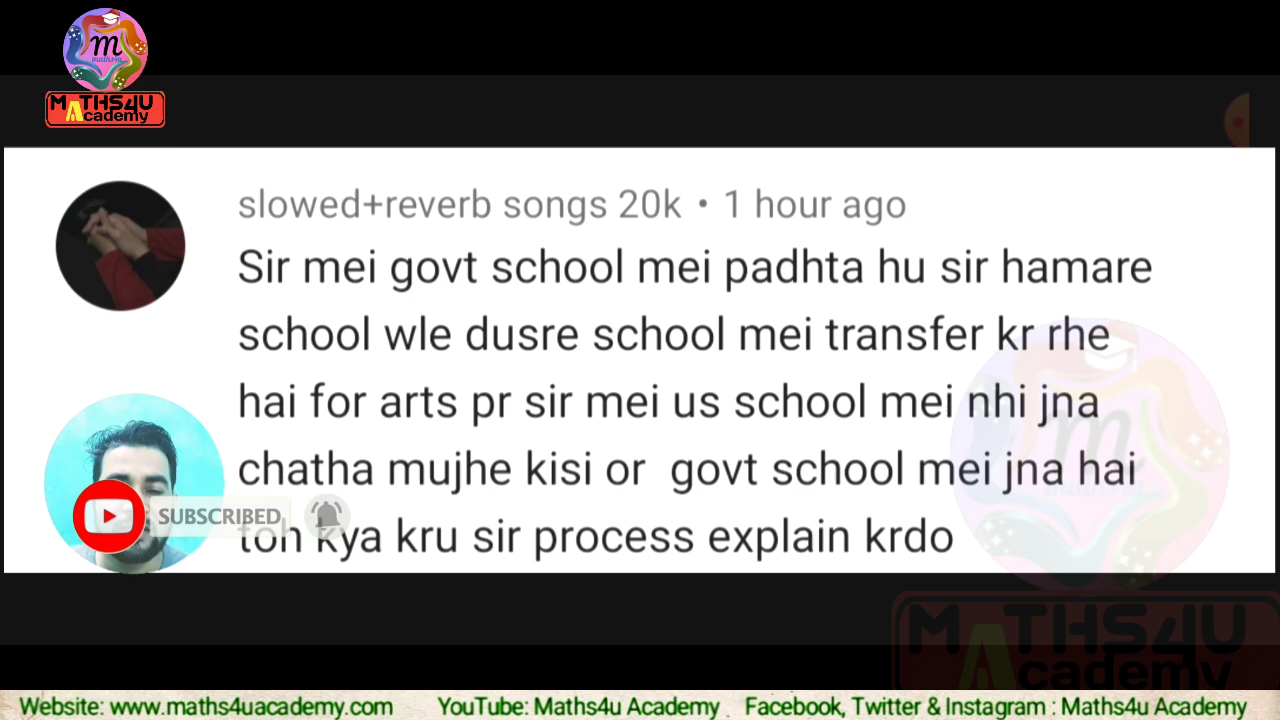 m
maths4u
MATHS4U
Academy
slowed+reverb songs 20k • 1 hour ago
Sir mei govt school mei padhta hu sir hamare
school wle dusre school mei transfer kr rhe
hai for arts pr sir mei us school mei nhi jna
chatha mujhe kisi or govt school mei jna hai
toh kya kru sir process explain krdo
SUBSCRIBED
m
MATHS4U
Academy
Website: www.maths4uacademy.com YouTube: Maths4u Academy Facebook, Twitter & Instagram : Maths4u Academy